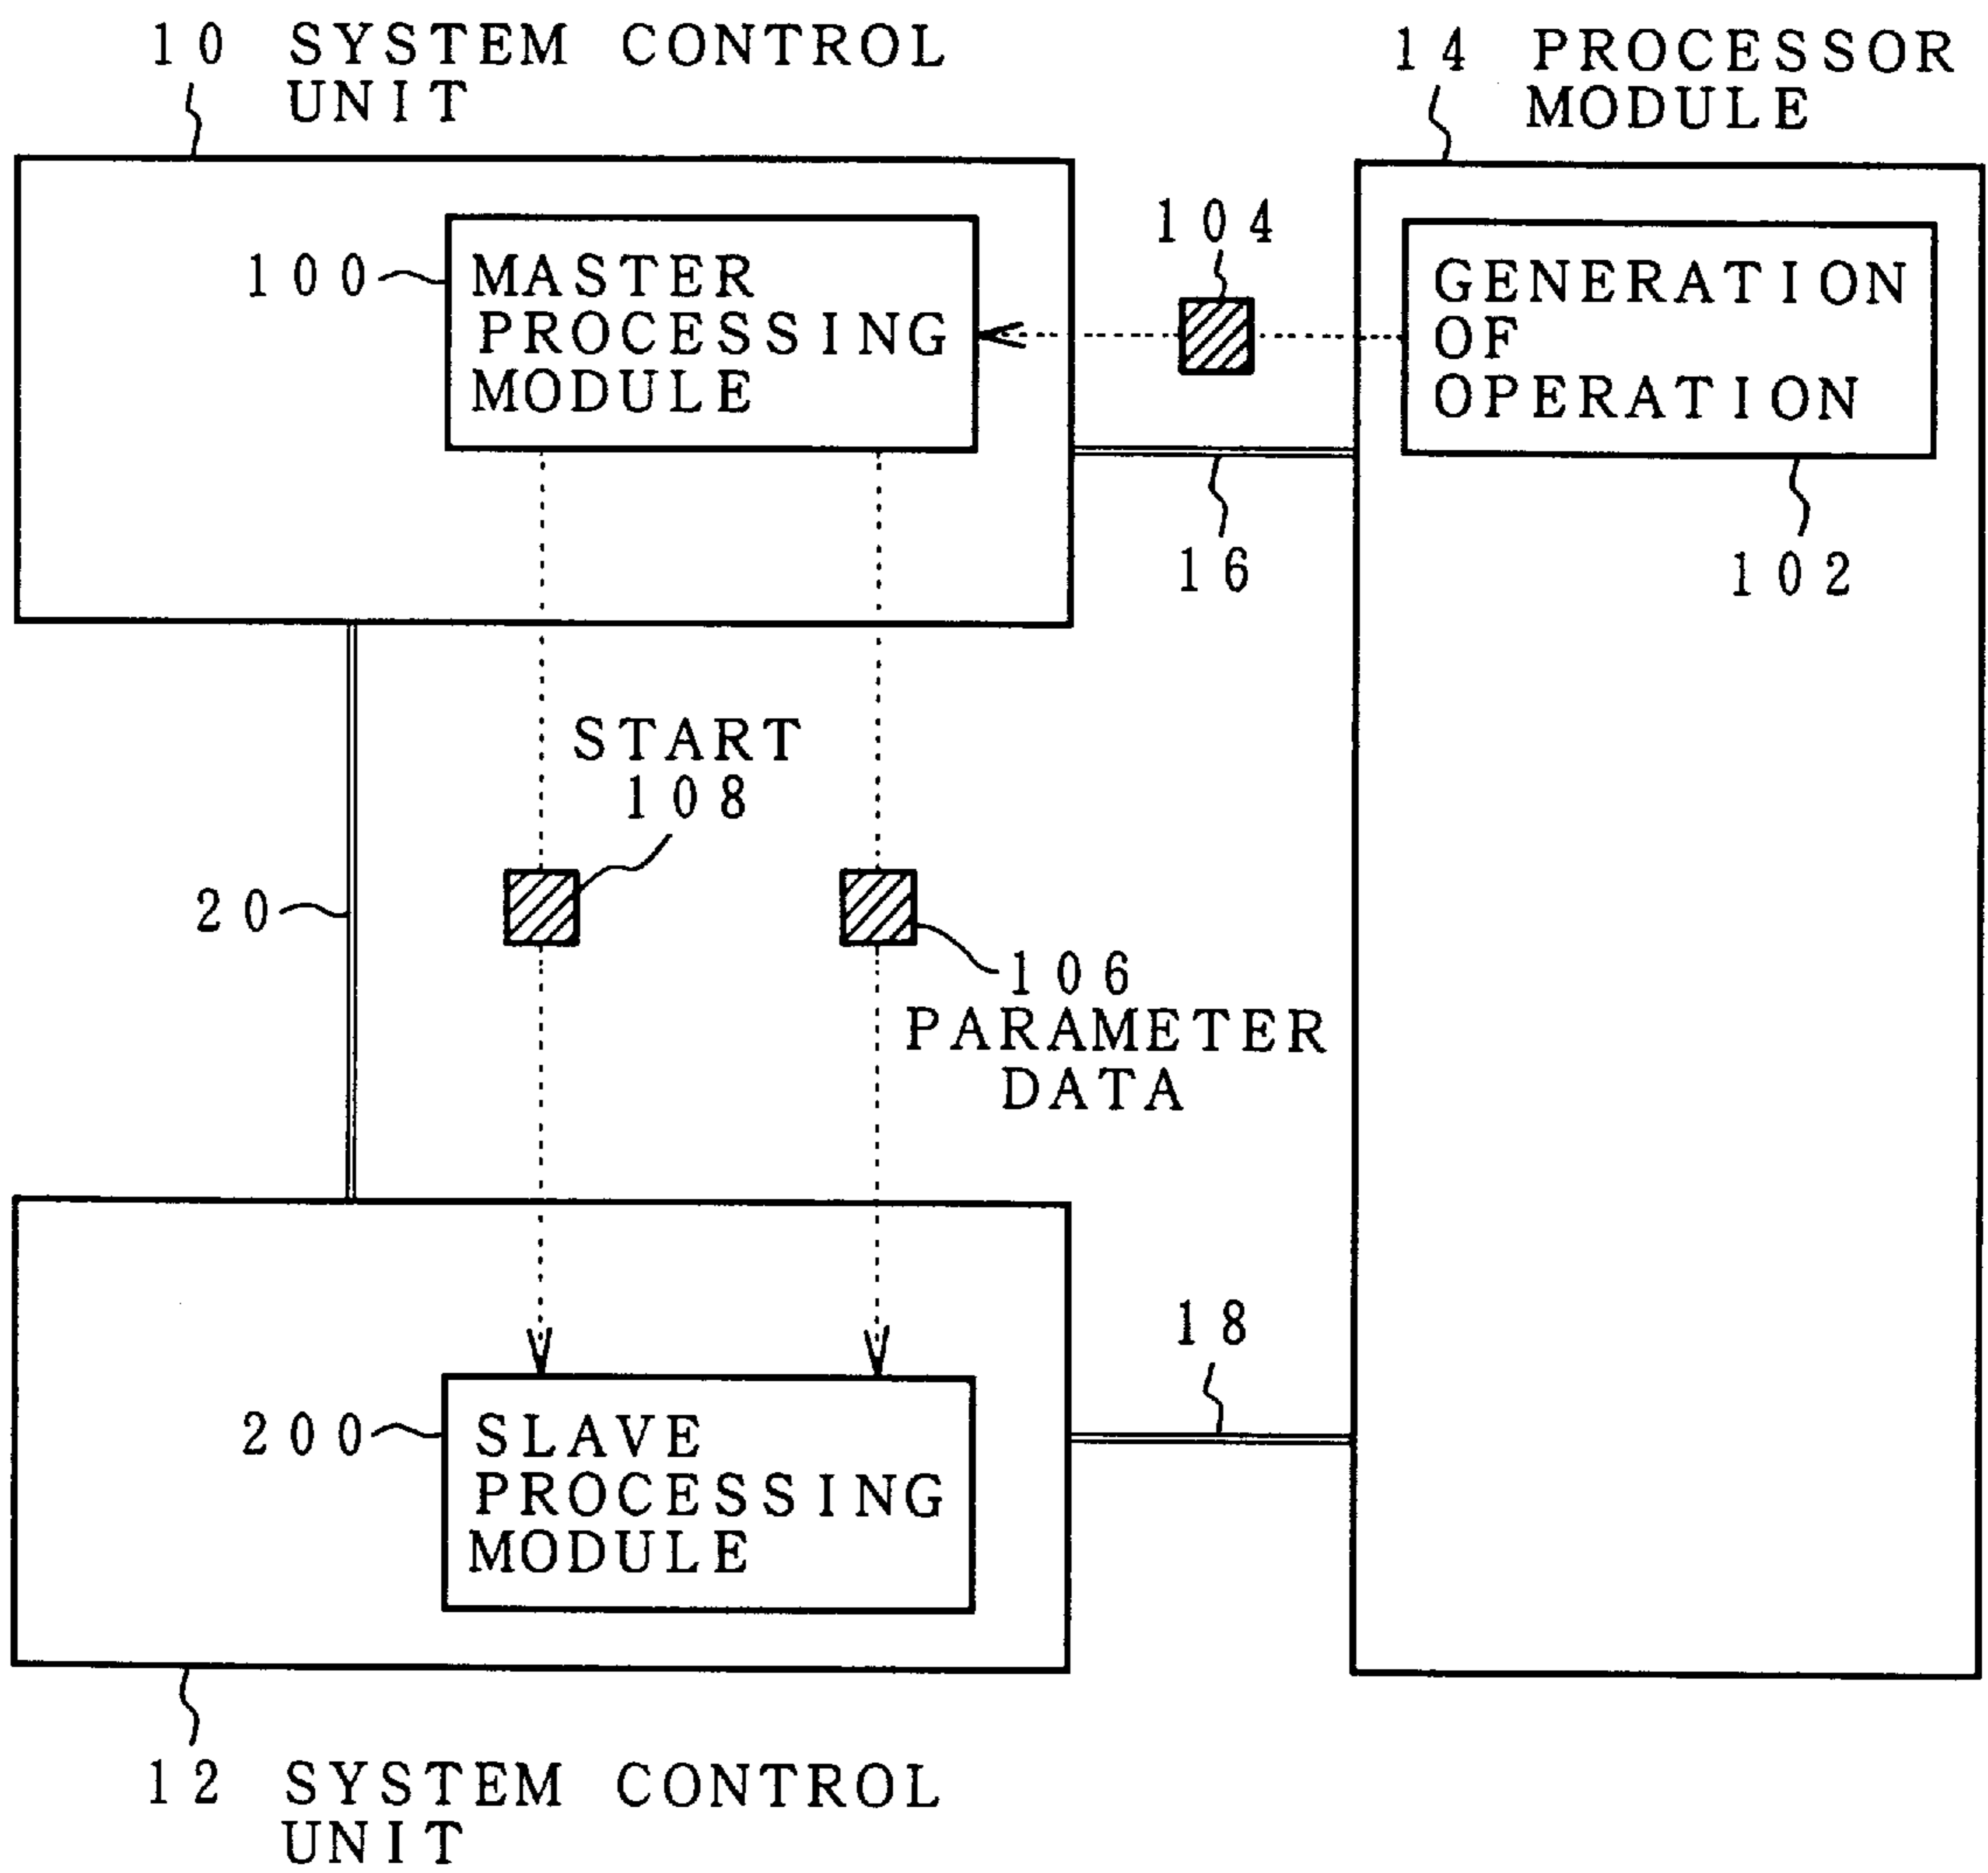 10 SYSTEM CONTROL
UNIT
14 PROCESSOR
MODULE
104
100
MASTER
PROCESSING
MODULE
GENERATION
OF
OPERATION
16
102
START
108
20
106
PARAMETER
DATA
18
200
SLAVE
PROCESSING
MODULE
12 SYSTEM CONTROL
UNIT